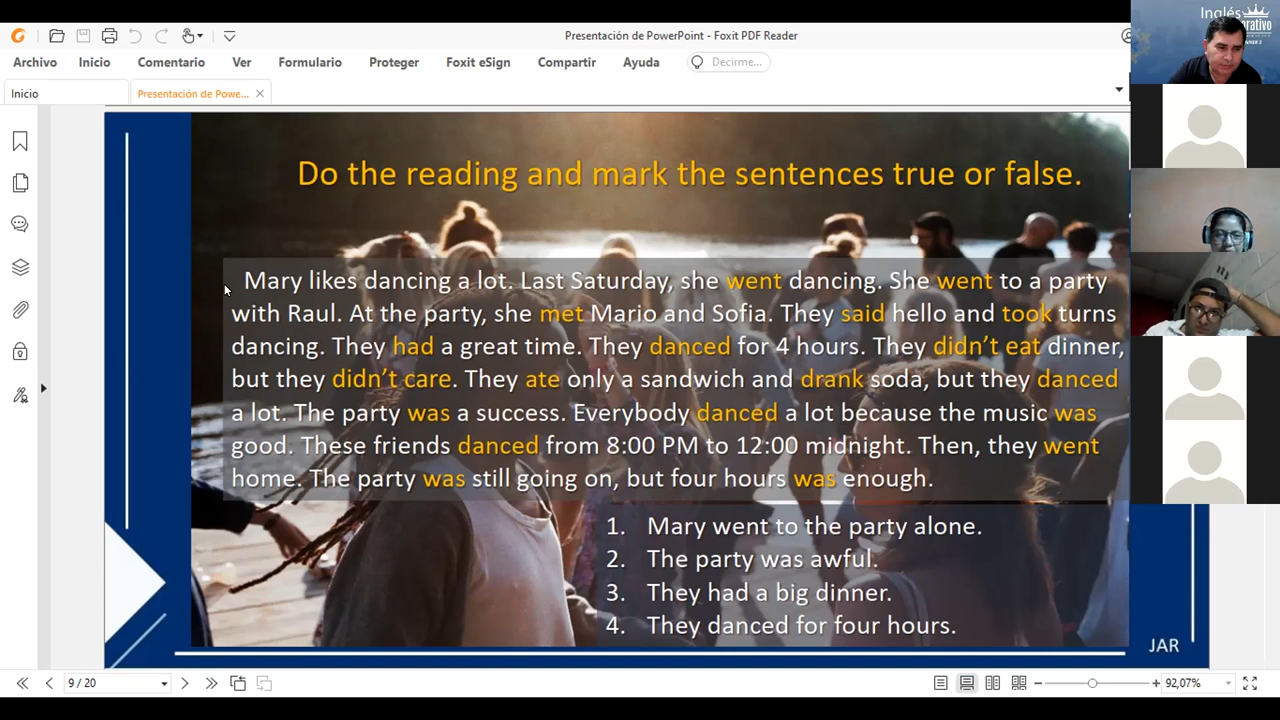 Presentación de PowerPoint - Foxit PDF Reader
Archivo Inicio Comentario Ver Formulario Proteger Foxit eSign Compartir Ayuda Decirme...
Inicio Presentación de Powe...
Inglés
Do the reading and mark the sentences true or false.
Mary likes dancing a lot. Last Saturday, she went dancing. She went to a party
with Raul. At the party, she met Mario and Sofia. They said hello and took turns
dancing. They had a great time. They danced for 4 hours. They didn't eat dinner,
but they didn't care. They ate only a sandwich and drank soda, but they danced
a lot. The party was a success. Everybody danced a lot because the music was
good. These friends danced from 8:00 PM to 12:00 midnight. Then, they went
home. The party was still going on, but four hours was enough.
1. Mary went to the party alone.
2. The party was awful.
3. They had a big dinner.
4. They danced for four hours.
JAR
9 / 20
92,07%